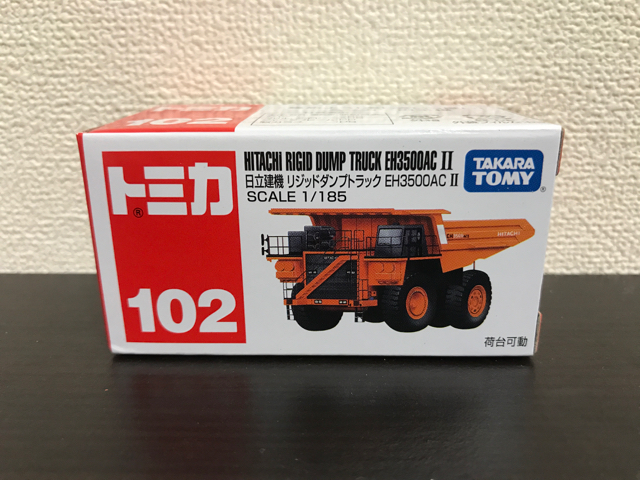 102
トミカ
®
102
HITACHI RIGID DUMP TRUCK EH3500AC II
日立建機 リジッドダンプトラック EH3500AC II
SCALE 1/185
TAKARA
TOMY
®
HITACHI
荷台可動